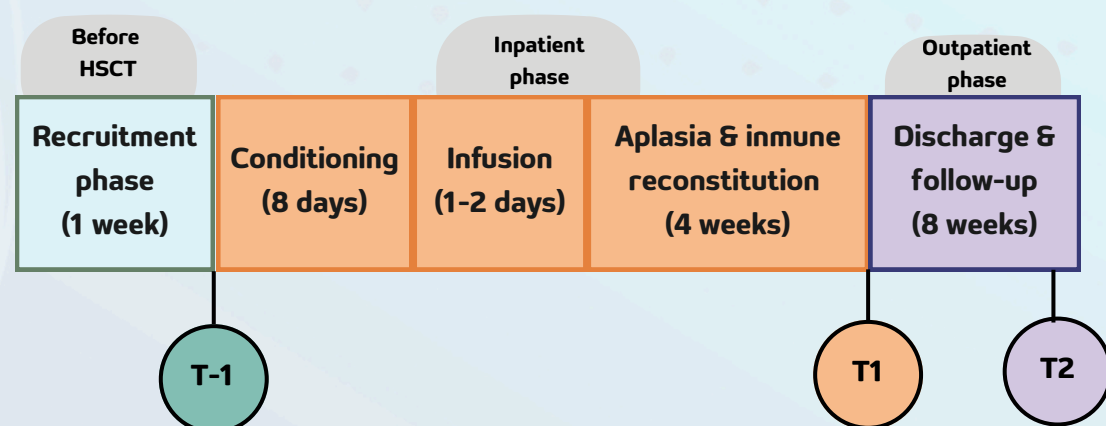 Before
HSCT
Inpatient
phase
Outpatient
phase
Recruitment
phase
(1 week)
Conditioning
(8 days)
Infusion
(1-2 days)
Aplasia & inmune
reconstitution
(4 weeks)
Discharge &
follow-up
(8 weeks)
T-1
T1
T2